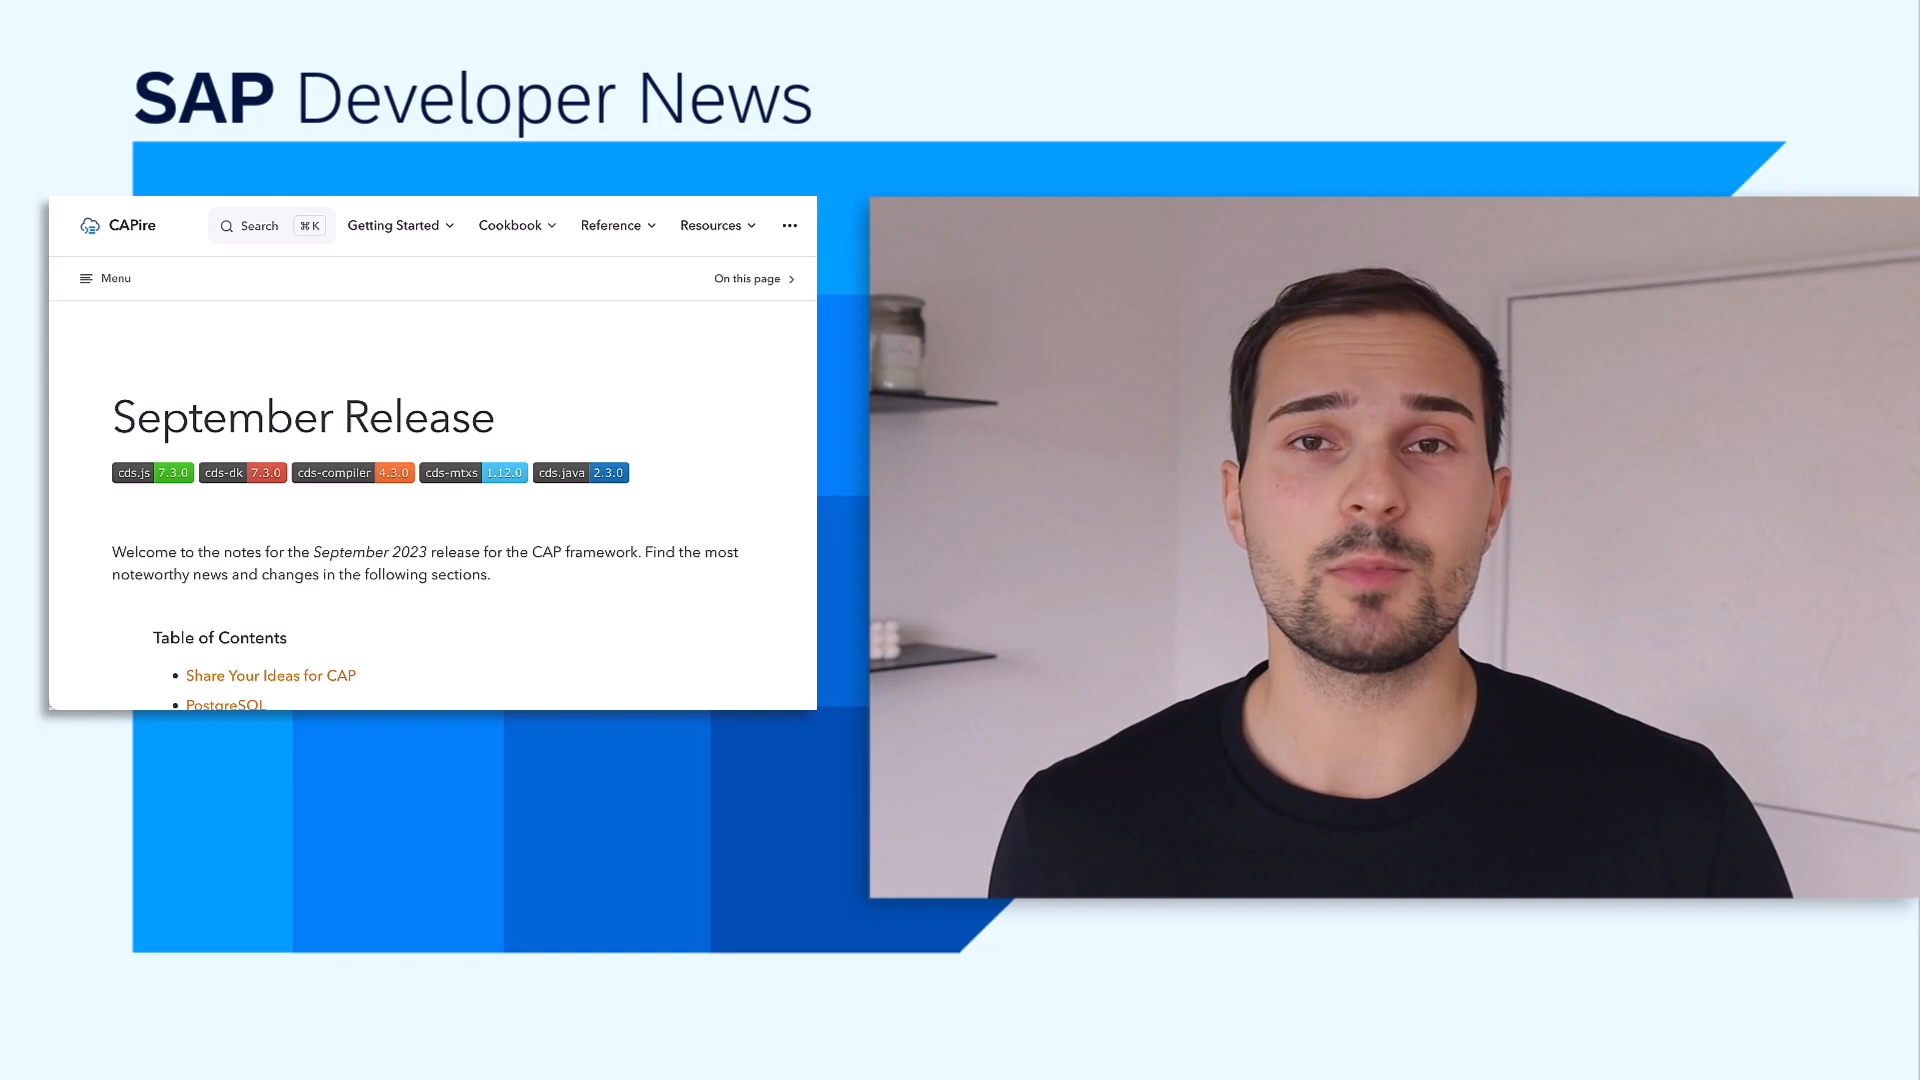 SAP Developer News
CAPire
Search
⌘ K
Getting Started
Cookbook
Reference
Resources
Menu
On this page
September Release
cds.js 7.3.0
cds-dk 7.3.0
cds-compiler 4.3.0
cds-mtxs 1.12.0
cds.java 2.3.0
Welcome to the notes for the September 2023 release for the CAP framework. Find the most
noteworthy news and changes in the following sections.
Table of Contents
• Share Your Ideas for CAP
• PostgreSQL